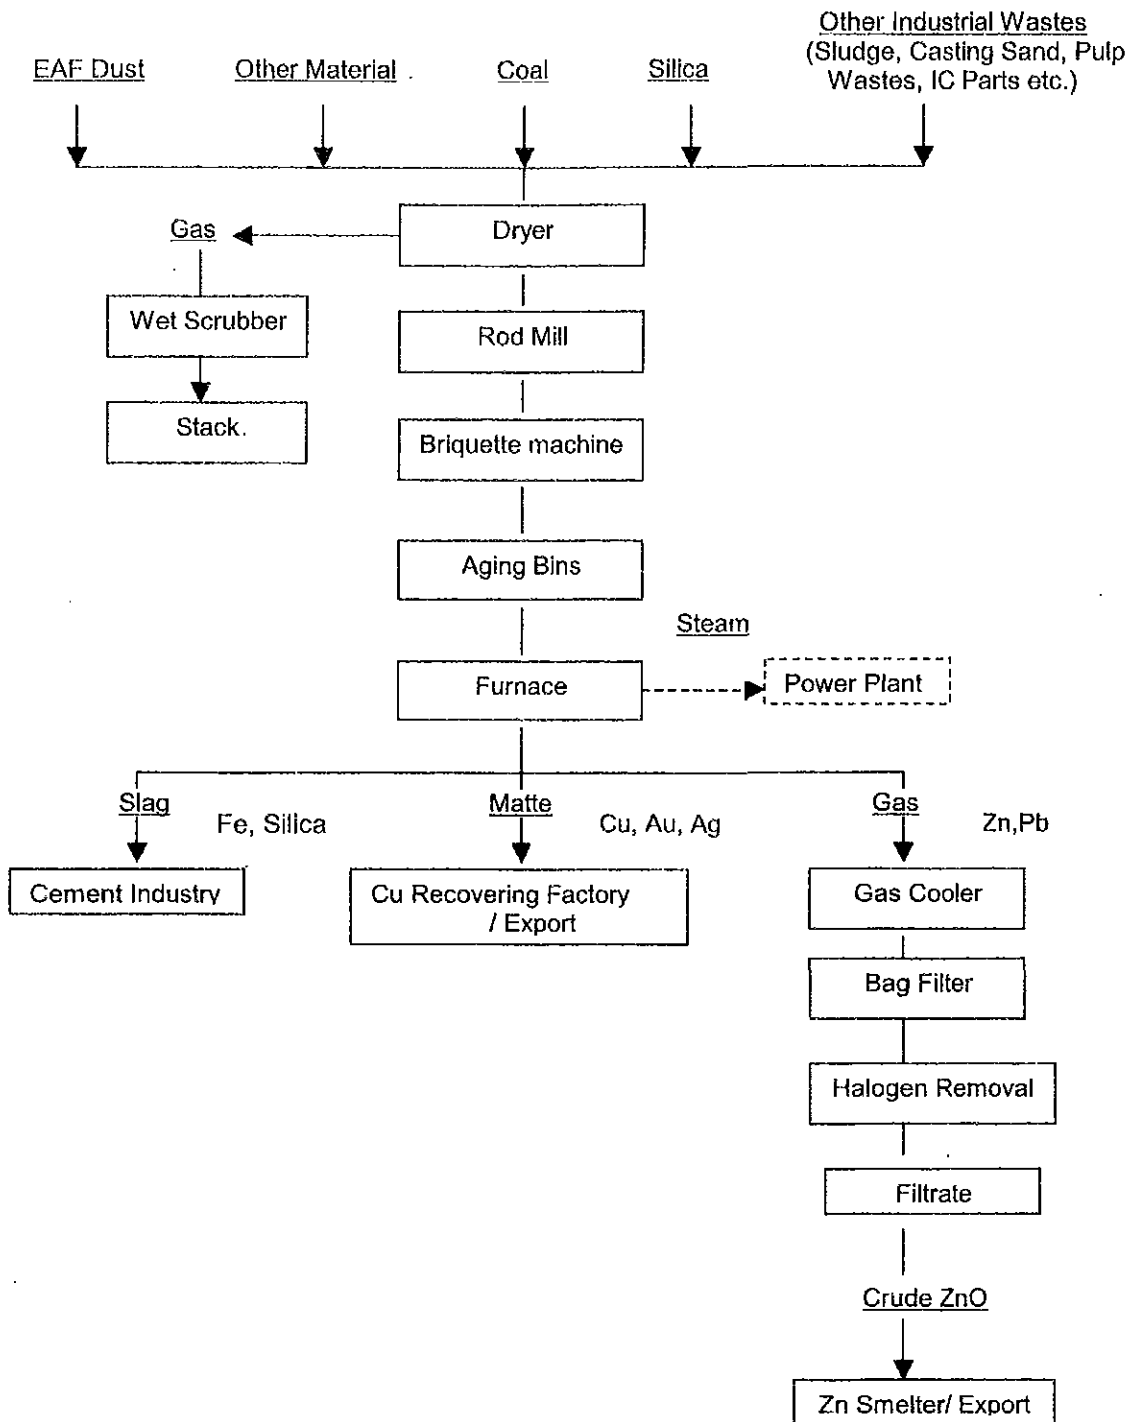 Other Industrial Wastes
(Sludge, Casting Sand, Pulp
Wastes, IC Parts etc.)
EAF Dust
Other Material
Coal
Silica
Gas
Dryer
Wet Scrubber
Rod Mill
Stack.
Briquette machine
Aging Bins
Steam
Furnace
Power Plant
Slag
Fe, Silica
Matte
Cu, Au, Ag
Gas
Zn,Pb
Cement Industry
Cu Recovering Factory
/ Export
Gas Cooler
Bag Filter
Halogen Removal
Filtrate
Crude ZnO
Zn Smelter/ Export